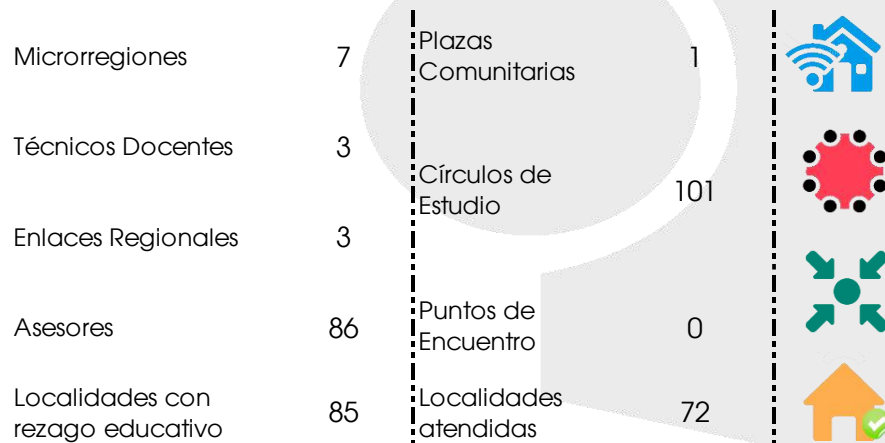 Microrregiones 7
Plazas
Comunitarias 1
Técnicos Docentes 3
Círculos de
Estudio 101
Enlaces Regionales 3
Asesores 86
Puntos de
Encuentro 0
Localidades con
rezago educativo 85
Localidades
atendidas 72